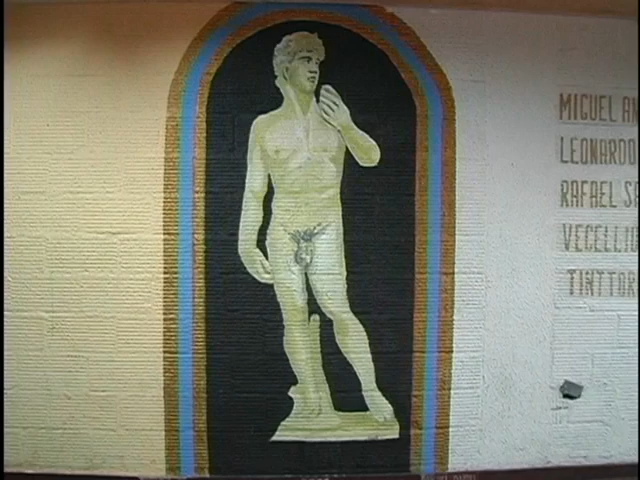 MIGUEL AN
LEONARDO
RAFAEL SA
VECELLIO
TINTTOR